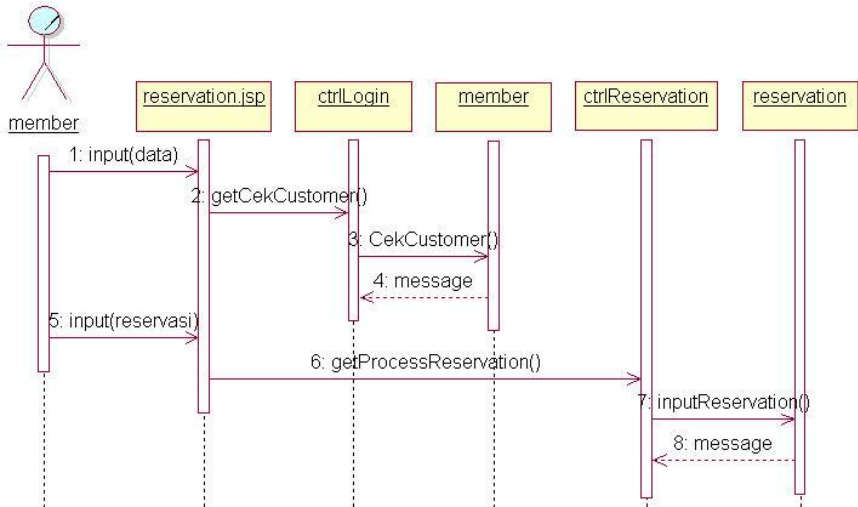 member
reservation.jsp
ctrlLogin
member
ctrlReservation
reservation
1: input(data)
2: getCekCustomer()
3: CekCustomer()
4: message
5: input(reservasi)
6: getProcessReservation()
7: inputReservation()
8: message